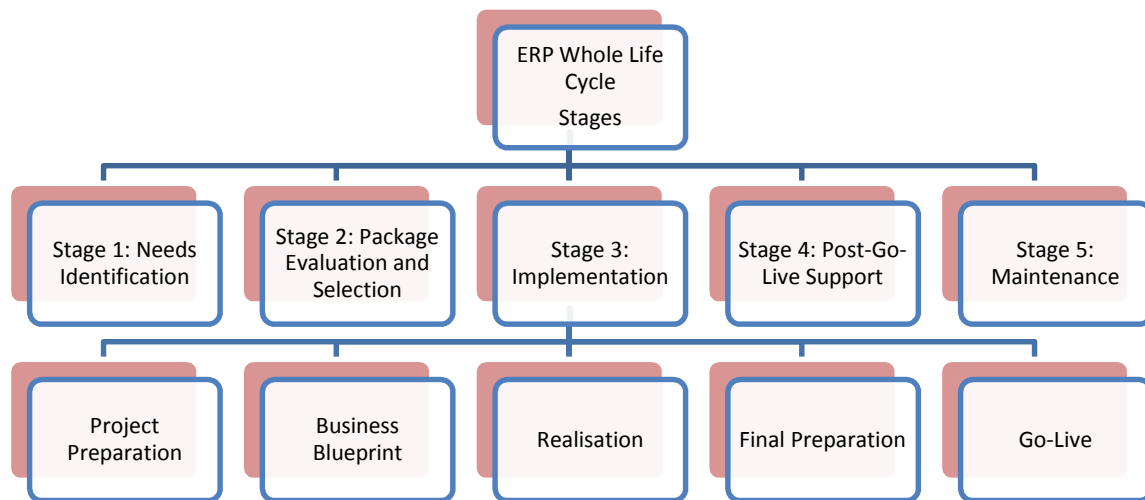 ERP Whole Life
Cycle
Stages
Stage 1: Needs
Identification
Stage 2: Package
Evaluation and
Selection
Stage 3:
Implementation
Stage 4: Post-Go-
Live Support
Stage 5:
Maintenance
Project
Preparation
Business
Blueprint
Realisation
Final Preparation
Go-Live